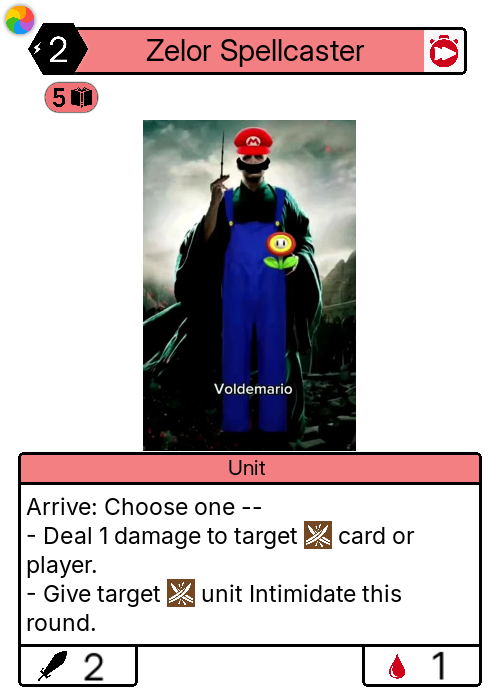 2
Zelor Spellcaster
5
M
Voldemario
Unit
Arrive: Choose one --
- Deal 1 damage to target card or
player.
- Give target unit Intimidate this
round.
2
1